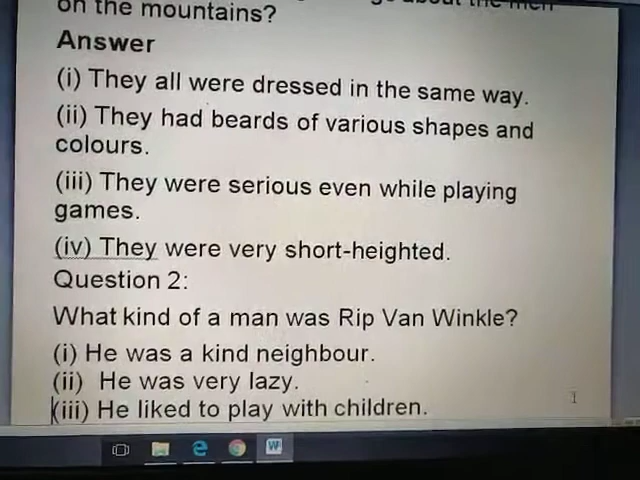 on the mountains?
Answer
(i) They all were dressed in the same way.
(ii) They had beards of various shapes and
colours.
(iii) They were serious even while playing
games.
(iv) They were very short-heighted.
Question 2:
What kind of a man was Rip Van Winkle?
(i) He was a kind neighbour.
(ii) He was very lazy.
(iii) He liked to play with children.
1